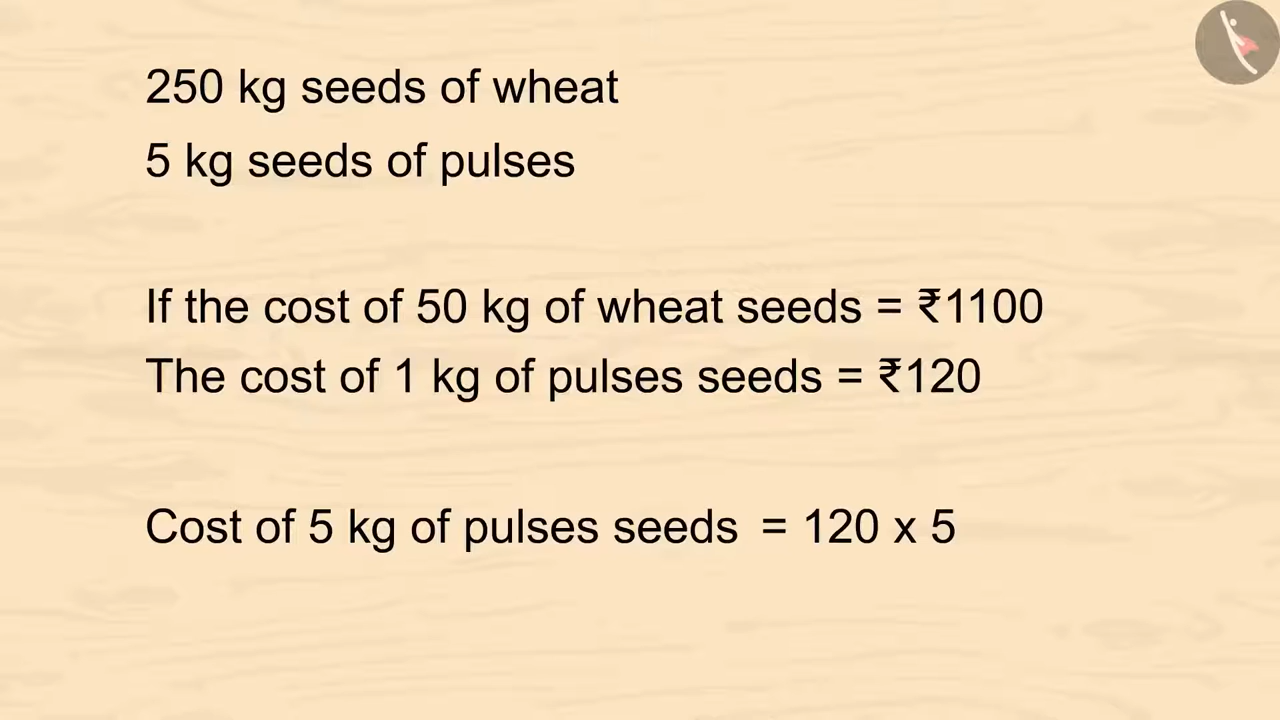 250 kg seeds of wheat
5 kg seeds of pulses
If the cost of 50 kg of wheat seeds = ₹1100
The cost of 1 kg of pulses seeds = ₹120
Cost of 5 kg of pulses seeds = 120 x 5